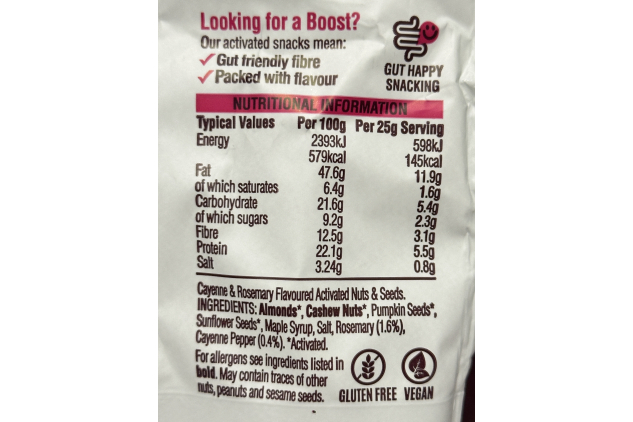 Looking for a Boost?
Our activated snacks mean:
✓ Gut friendly fibre
✓ Packed with flavour
GUT HAPPY
SNACKING
NUTRITIONAL INFORMATION
Typical Values Per 100g Per 25g Serving
Energy 2393kJ 598kJ
579kcal 145kcal
Fat 47.6g 11.9g
of which saturates 6.4g 1.6g
Carbohydrate 21.6g 5.4g
of which sugars 9.2g 2.3g
Fibre 12.5g 3.1g
Protein 22.1g 5.5g
Salt 3.24g 0.8g
Cayenne & Rosemary Flavoured Activated Nuts & Seeds.
INGREDIENTS: Almonds*, Cashew Nuts*, Pumpkin Seeds*,
Sunflower Seeds*, Maple Syrup, Salt, Rosemary (1.6%),
Cayenne Pepper (0.4%). *Activated.
For allergens see ingredients listed in
bold. May contain traces of other
nuts, peanuts and sesame seeds.
GLUTEN FREE VEGAN